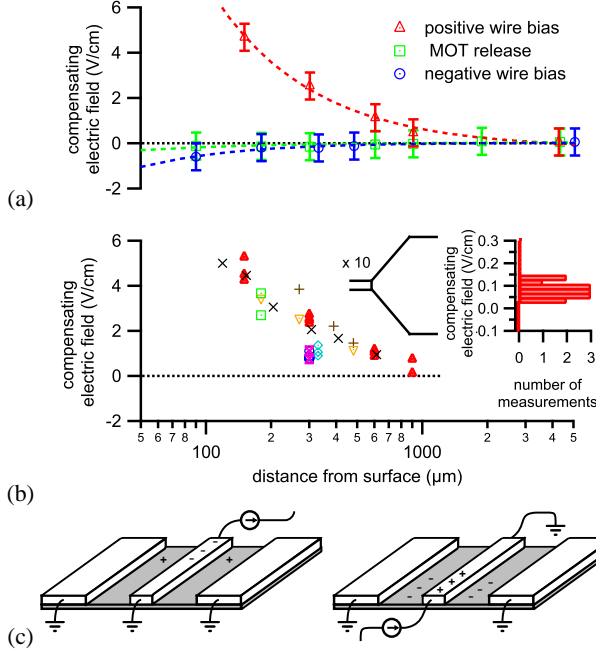 (a)
compensating
electric field (V/cm)
6
4
2
0
-2
positive wire bias
MOT release
negative wire bias
(b)
compensating
electric field (V/cm)
6
4
2
0
-2
x 10
compensating
electric field (V/cm)
0.3
0.2
0.1
0.0
-0.1
0 1 2 3
number of
measurements
5 6 7 8 2 3 4 5 6 7 8 2 3 4 5
100 1000
distance from surface (μm)
(c)
+ - - - +
- - - + + + - - -